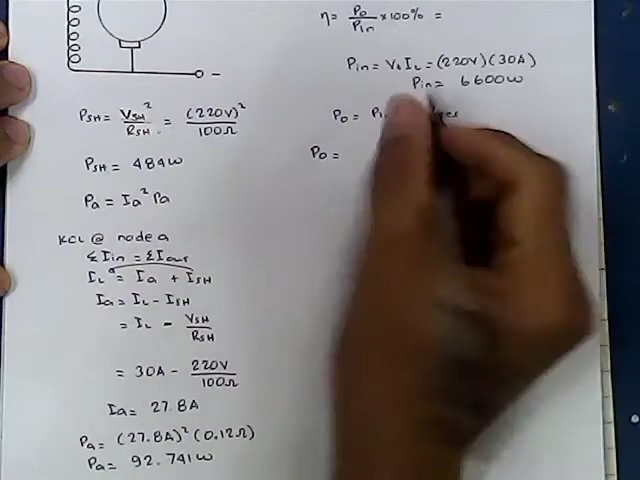 η = Po/Pin x 100% =
Pin = Vt IL = (220V)(30A)
Pin = 6600W
Po =
Po =
-
PSH = VSH²/RSH = (220V)²/100Ω
PSH = 484W
Pa = Ia² Pa
KCL @ node a
ΣIin = ΣIout
IL = Ia + ISH
Ia = IL - ISH
= IL - VSH/RSH
= 30A - 220V/100Ω
Ia = 27.8A
Pa = (27.8A)² (0.12Ω)
Pa = 92.741W